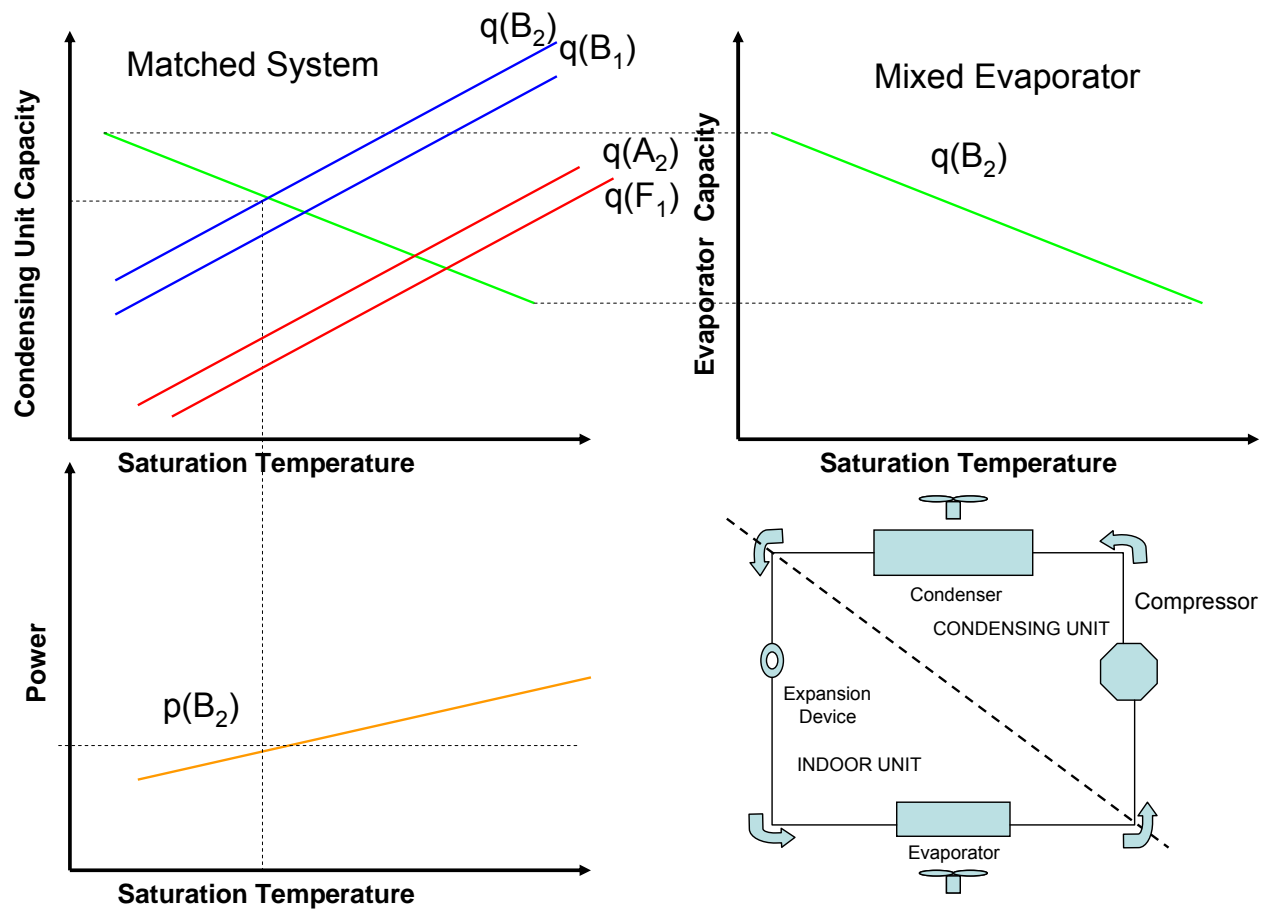 Matched System
q(B₂)
q(B₁)
q(A₂)
q(F₁)
Condensing Unit Capacity
Saturation Temperature
Mixed Evaporator
q(B₂)
Evaporator Capacity
Saturation Temperature
Power
p(B₂)
Saturation Temperature
Condenser
Compressor
CONDENSING UNIT
Expansion
Device
INDOOR UNIT
Evaporator